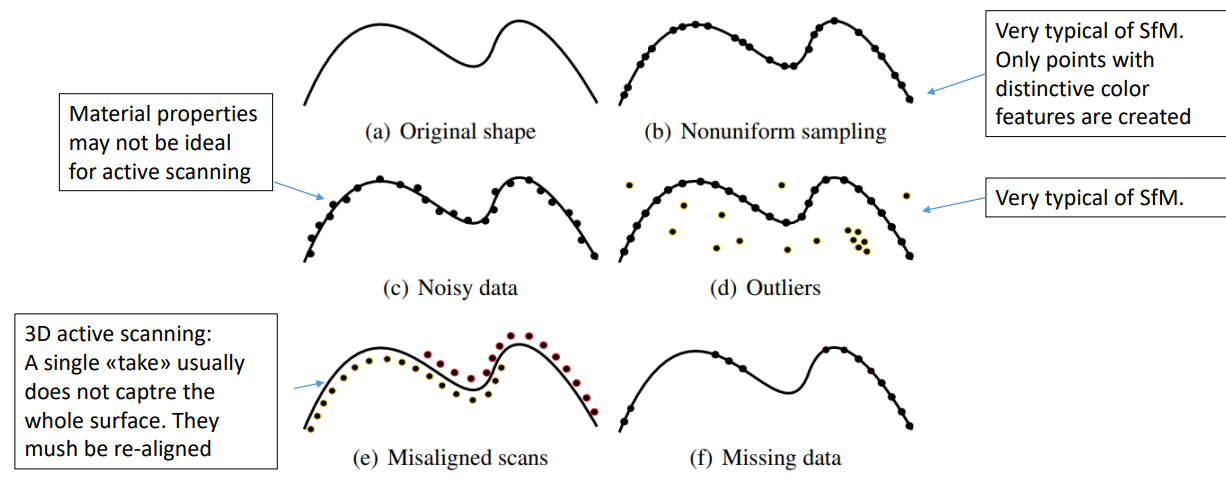 Very typical of SfM.
Only points with
distinctive color
features are created
Material properties
may not be ideal
for active scanning
(a) Original shape
(b) Nonuniform sampling
Very typical of SfM.
(c) Noisy data
(d) Outliers
3D active scanning:
A single «take» usually
does not captre the
whole surface. They
mush be re-aligned
(e) Misaligned scans
(f) Missing data